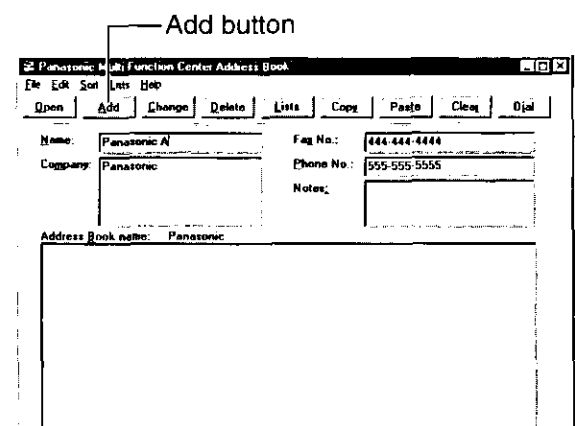 Add button
Panasonic Multi Function Center Address Book
File Edit Sort Lists Help
Open Add Change Delete Lists Copy Paste Clear Dial
Name: Panasonic A Fax No.: 444-444-4444
Company: Panasonic Phone No.: 555-555-5555
Notes:
Address Book name: Panasonic